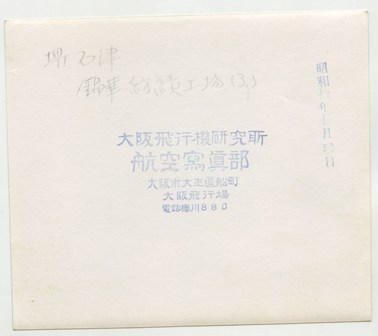 堺 石津
錦華紡績工場(3)
大阪飛行機研究所
航空寫眞部
大阪市大正區船町
大阪飛行場
電話櫻川880
昭和 年 月 日